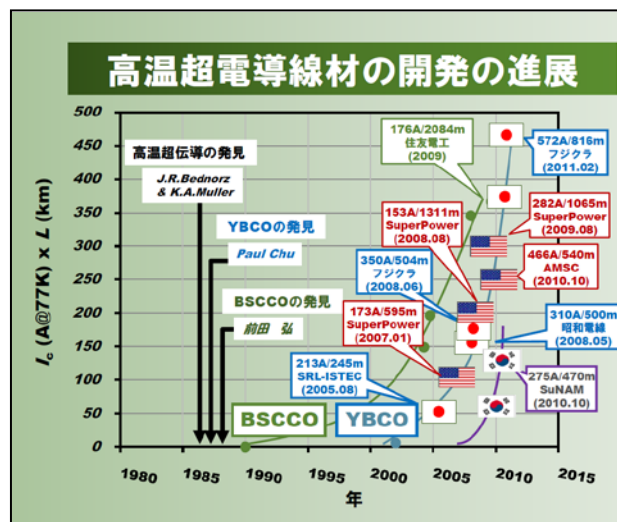 高温超電導線材の開発の進展
500
450
400
350
300
250
200
150
100
50
0
Ic (A@77K) × L (km)
高温超伝導の発見
J.R.Bednorz
& K.A.Muller
YBCOの発見
Paul Chu
BSCCOの発見
前田 弘
176A/2084m
住友電工
(2009)
572A/816m
フジクラ
(2011.02)
153A/1311m
SuperPower
(2008.08)
282A/1065m
SuperPower
(2009.08)
350A/504m
フジクラ
(2008.06)
466A/540m
AMSC
(2010.10)
173A/595m
SuperPower
(2007.01)
310A/500m
昭和電線
(2008.05)
213A/245m
SRL-ISTEC
(2005.08)
275A/470m
SuNAM
(2010.10)
BSCCO
YBCO
1980
1985
1990
1995
2000
2005
2010
2015
年